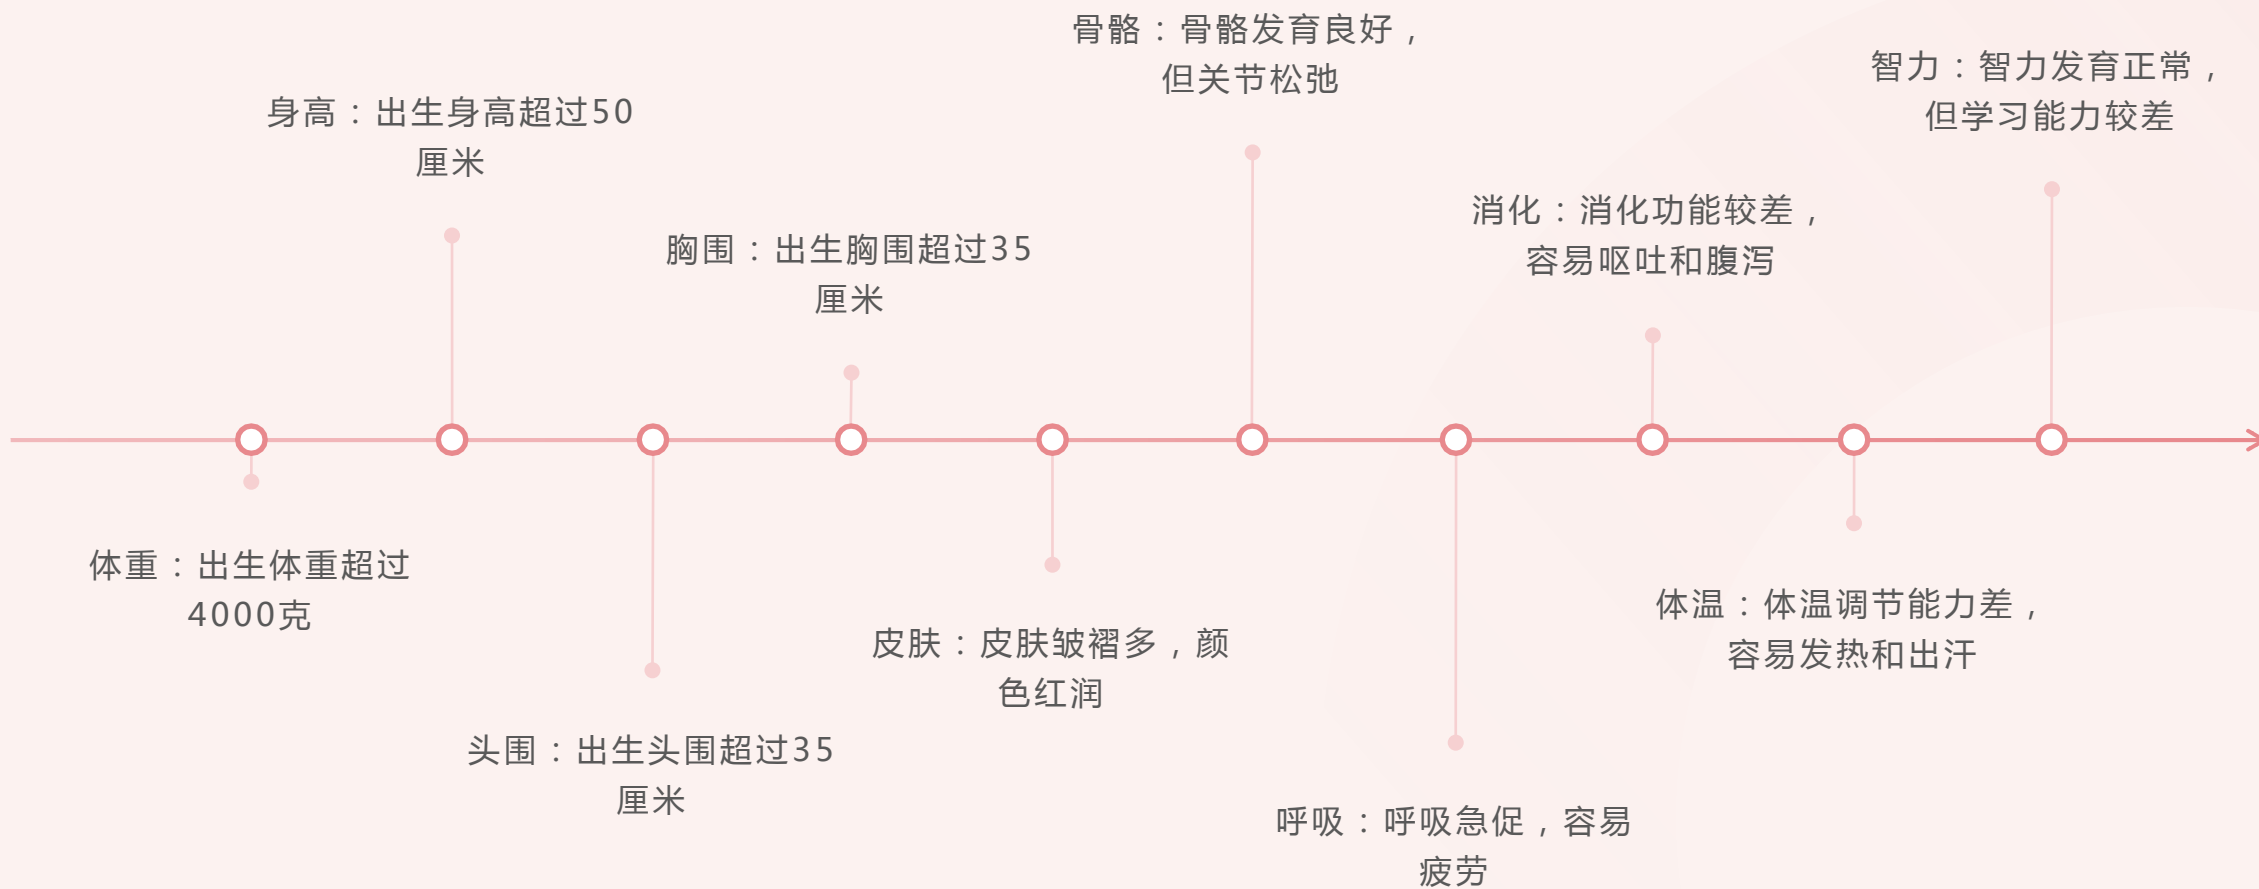 体重：出生体重超过
4000克
身高：出生身高超过50
厘米
头围：出生头围超过35
厘米
胸围：出生胸围超过35
厘米
皮肤：皮肤皱褶多，颜
色红润
骨骼：骨骼发育良好，
但关节松弛
呼吸：呼吸急促，容易
疲劳
消化：消化功能较差，
容易呕吐和腹泻
体温：体温调节能力差，
容易发热和出汗
智力：智力发育正常，
但学习能力较差